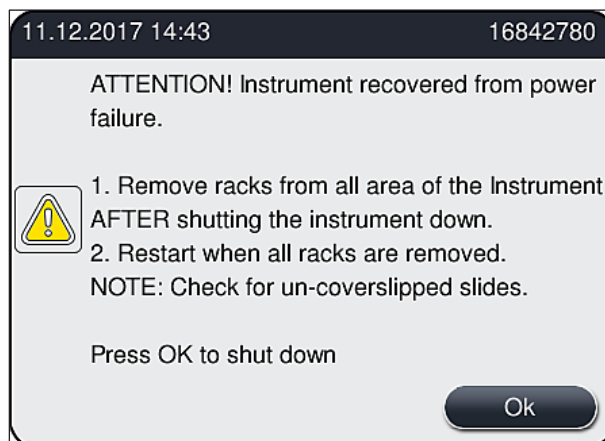 11.12.2017 14:43 16842780
ATTENTION! Instrument recovered from power
failure.
1. Remove racks from all area of the Instrument
AFTER shutting the instrument down.
2. Restart when all racks are removed.
NOTE: Check for un-coverslipped slides.
Press OK to shut down
Ok